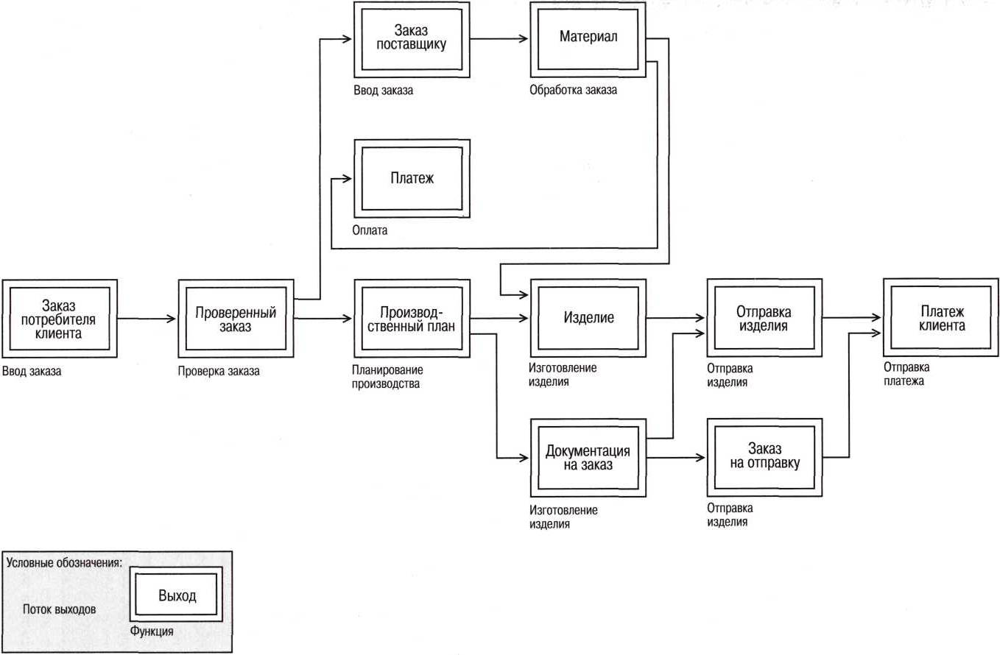 Заказ
поставщику
Ввод заказа
Материал
Обработка заказа
Платеж
Оплата
Заказ
потребителя
клиента
Ввод заказа
Проверенный
заказ
Проверка заказа
Производ-
ственный план
Планирование
производства
Изделие
Изготовление
изделия
Отправка
изделия
Отправка
изделия
Платеж
клиента
Отправка
платежа
Документация
на заказ
Изготовление
изделия
Заказ
на отправку
Отправка
изделия
Условные обозначения:
Поток выходов
Выход
Функция